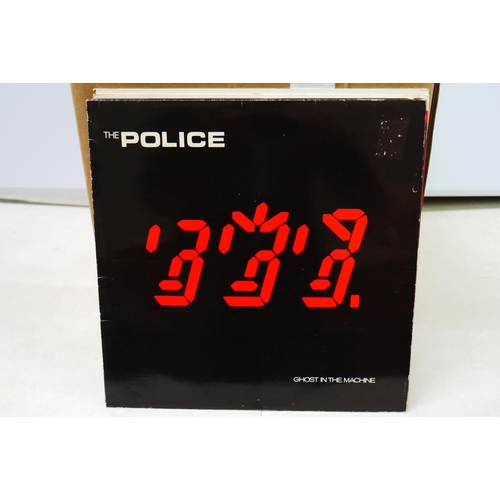 THE POLICE
GHOST IN THE MACHINE